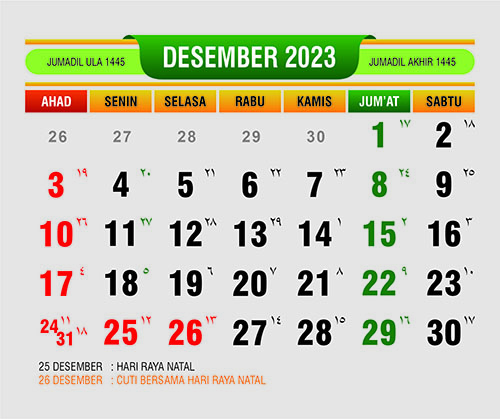 JUMADIL ULA 1445 DESEMBER 2023 JUMADIL AKHIR 1445
AHAD SENIN SELASA RABU KAMIS JUM'AT SABTU
26 27 28 29 30 1 ١٧ 2 ١٨
3 ١٩ 4 ٢٠ 5 ٢١ 6 ٢٢ 7 ٢٣ 8 ٢٤ 9 ٢٥
10 ٢٦ 11 ٢٧ 12 ٢٨ 13 ٢٩ 14 ١ 15 ٢ 16 ٣
17 ٤ 18 ٥ 19 ٦ 20 ٧ 21 ٨ 22 ٩ 23 ١٠
24 ١١ 31 ١٨ 25 ١٢ 26 ١٣ 27 ١٤ 28 ١٥ 29 ١٦ 30 ١٧
25 DESEMBER : HARI RAYA NATAL
26 DESEMBER : CUTI BERSAMA HARI RAYA NATAL